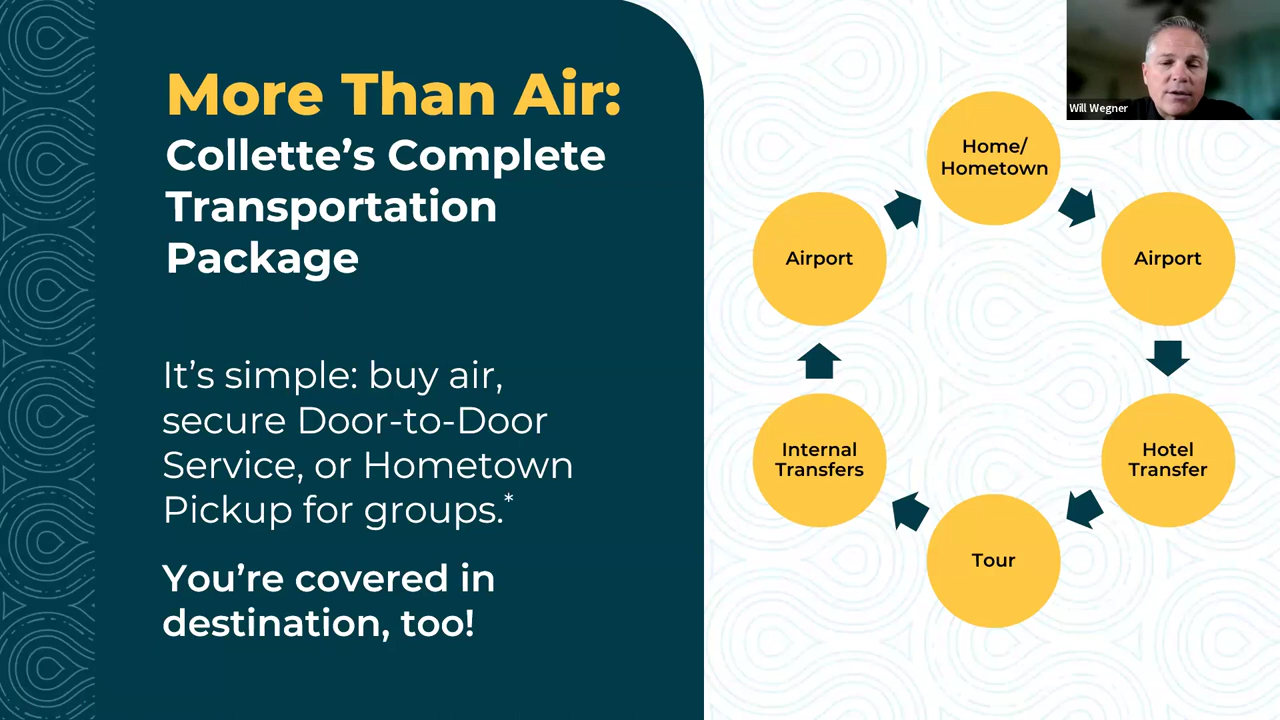 More Than Air:
Collette’s Complete
Transportation
Package
It’s simple: buy air,
secure Door-to-Door
Service, or Hometown
Pickup for groups.*
You’re covered in
destination, too!
Will Wegner
Home/
Hometown
Airport
Hotel
Transfer
Tour
Internal
Transfers
Airport